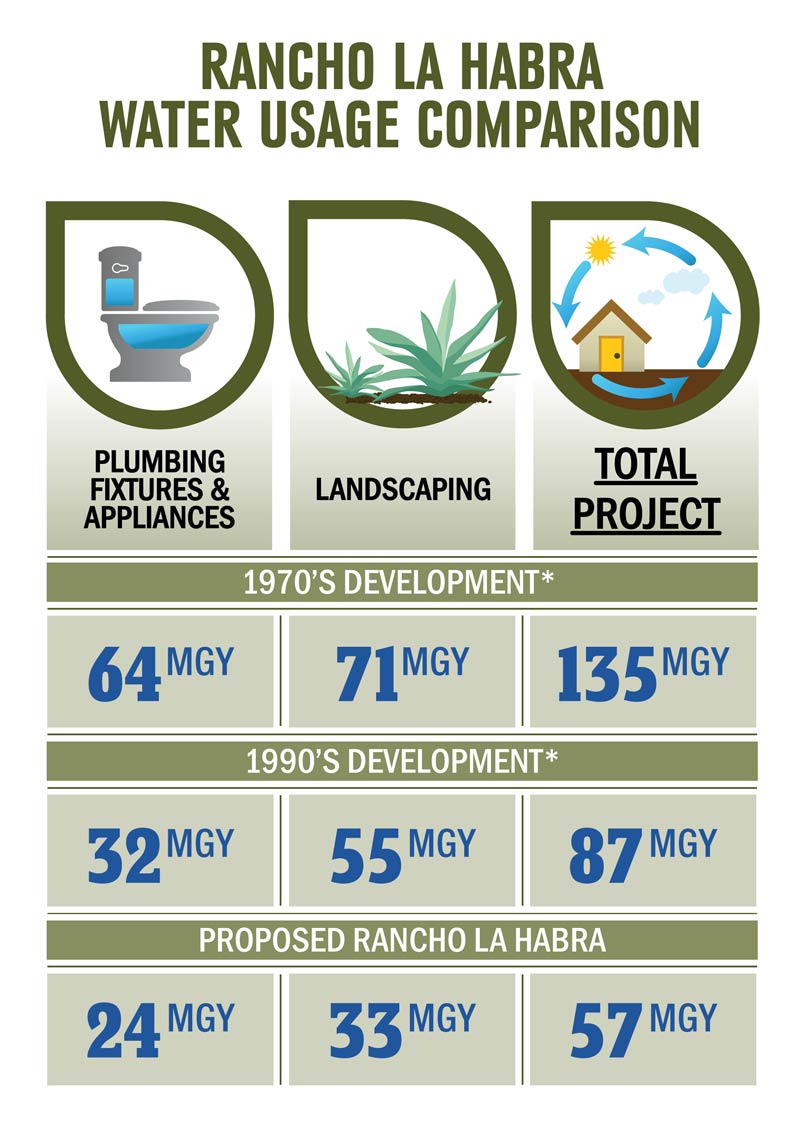 RANCHO LA HABRA
WATER USAGE COMPARISON
PLUMBING
FIXTURES &
APPLIANCES
LANDSCAPING
TOTAL
PROJECT
1970'S DEVELOPMENT*
64 MGY 71 MGY 135 MGY
1990'S DEVELOPMENT*
32 MGY 55 MGY 87 MGY
PROPOSED RANCHO LA HABRA
24 MGY 33 MGY 57 MGY